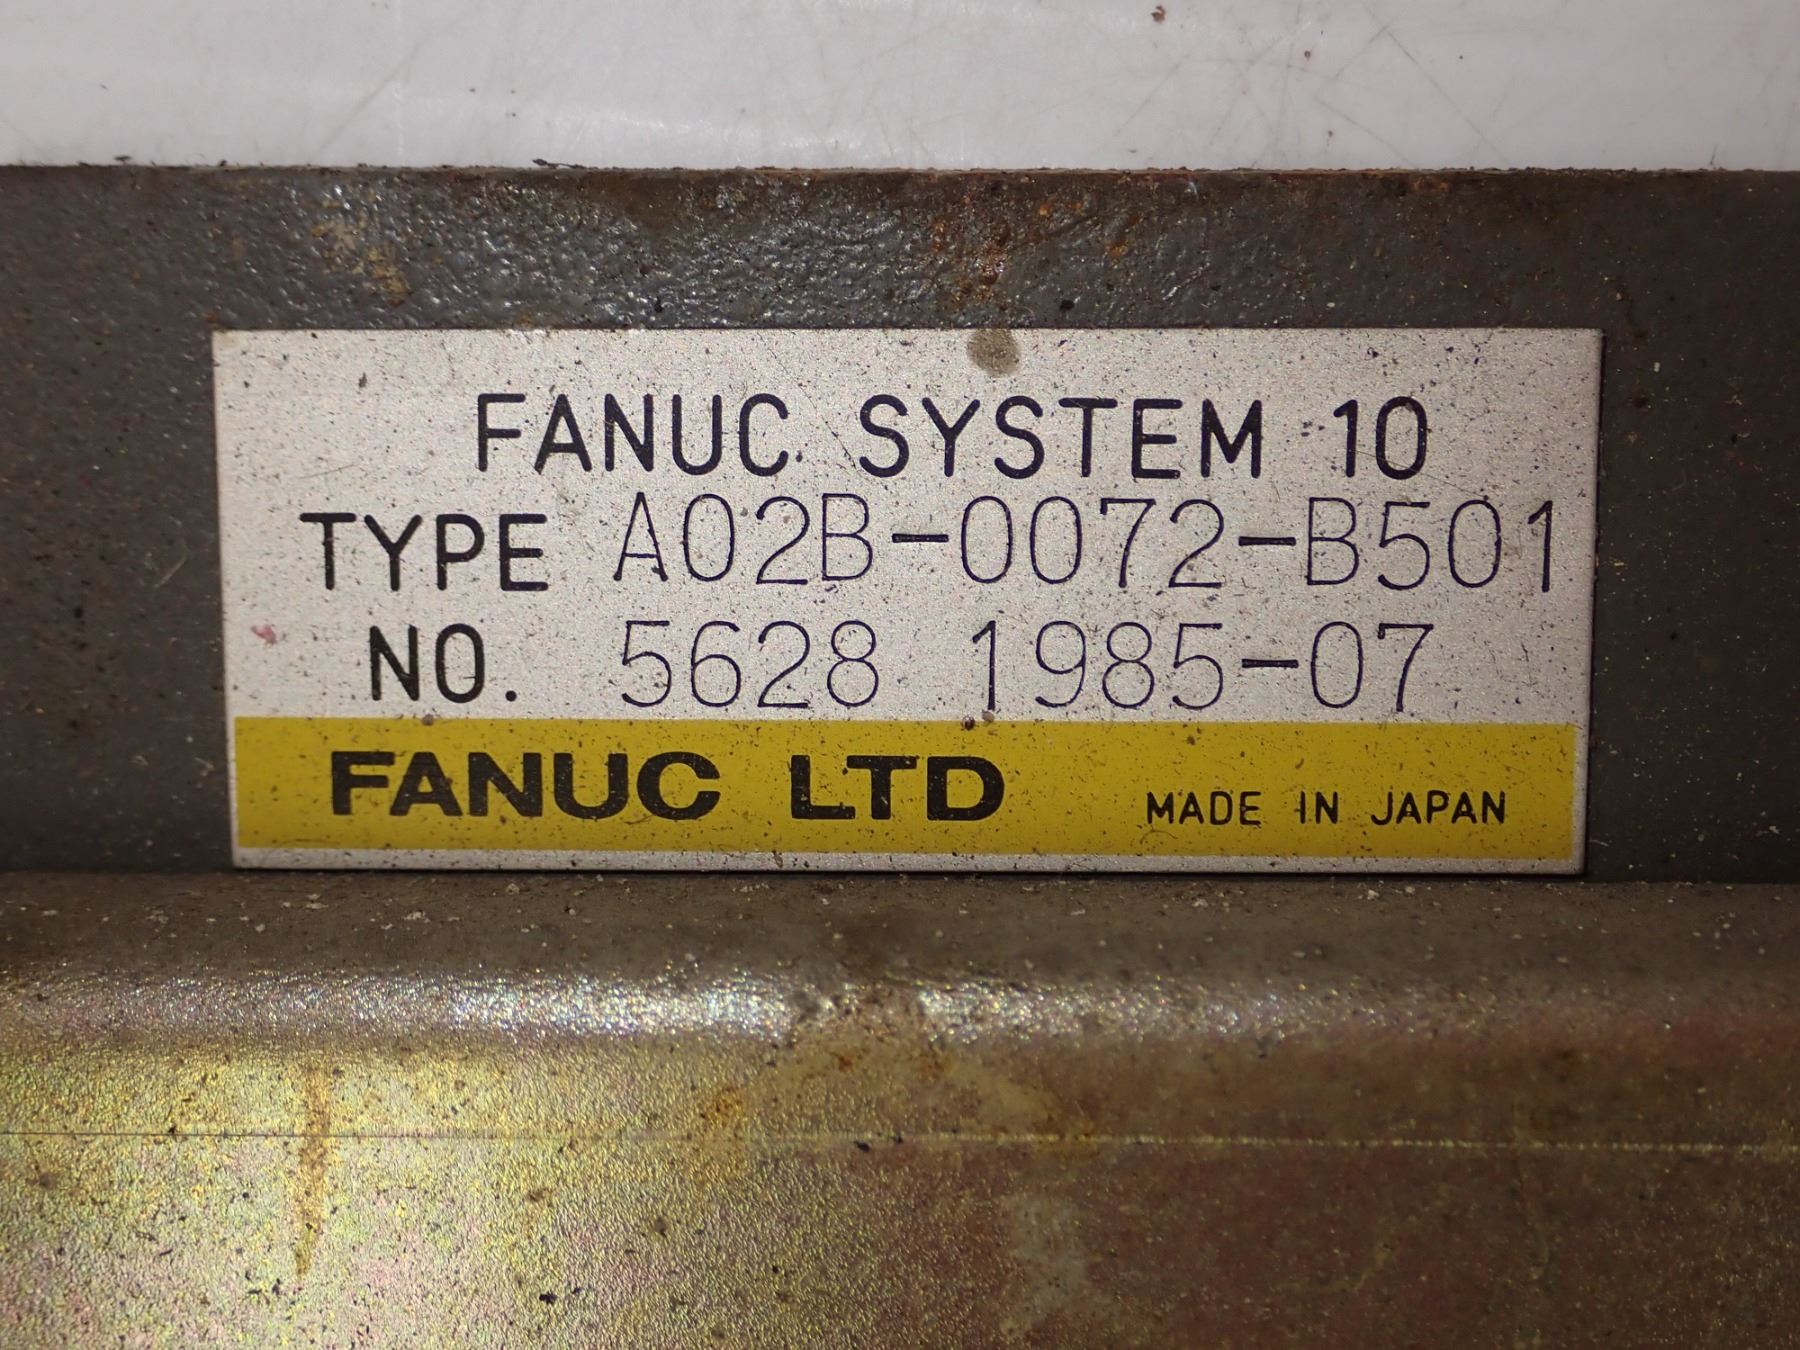 FANUC SYSTEM 10
TYPE A02B-0072-B501
NO. 5628 1985-07
FANUC LTD MADE IN JAPAN